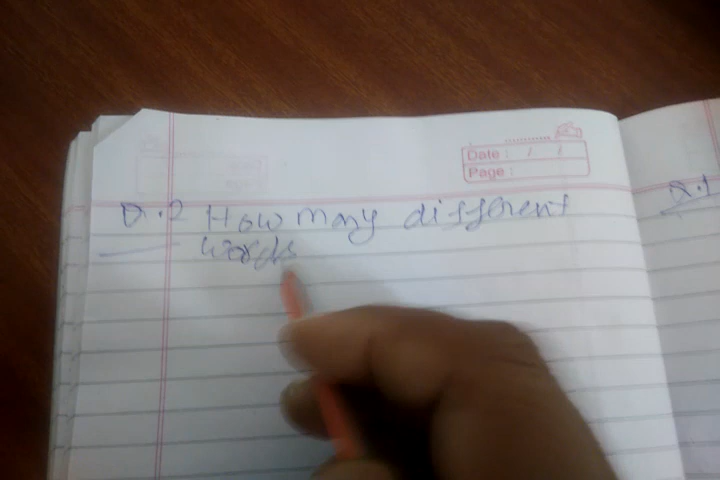 Date : / /
Page :
Q.1
Q.2 How many different
words